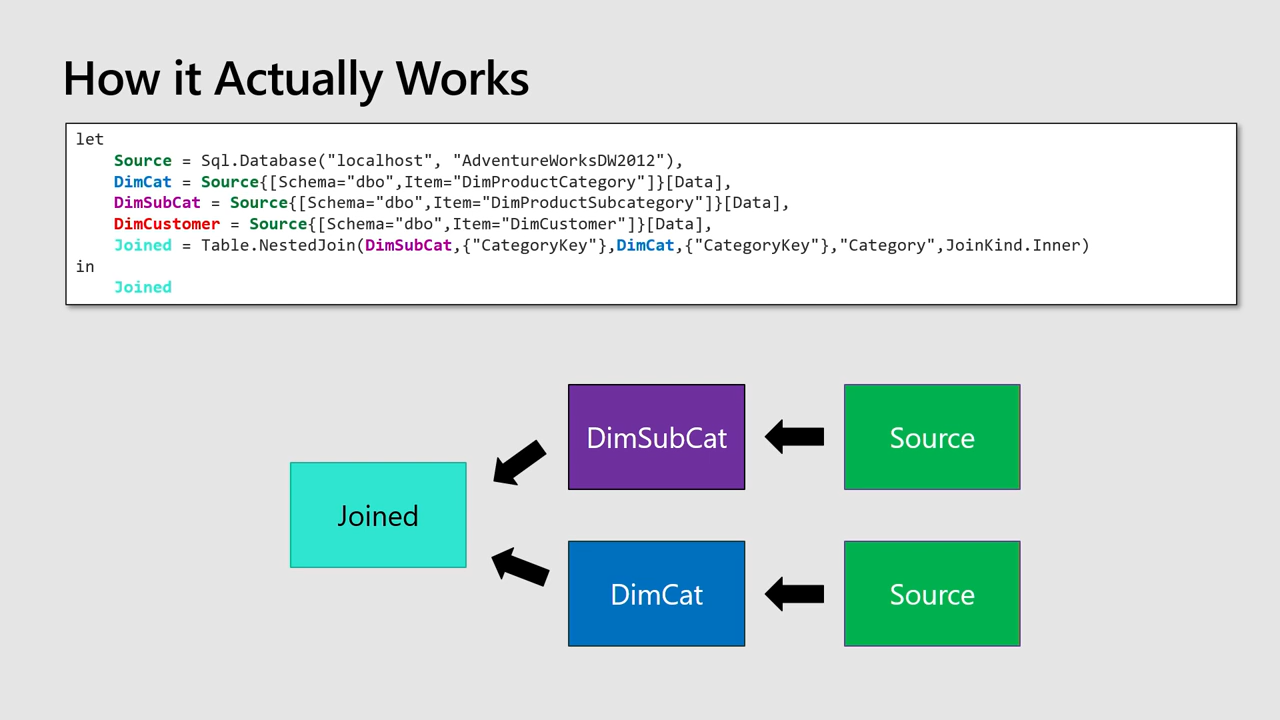 How it Actually Works
let
    Source = Sql.Database("localhost", "AdventureWorksDW2012"),
    DimCat = Source{[Schema="dbo",Item="DimProductCategory"]}[Data],
    DimSubCat = Source{[Schema="dbo",Item="DimProductSubcategory"]}[Data],
    DimCustomer = Source{[Schema="dbo",Item="DimCustomer"]}[Data],
    Joined = Table.NestedJoin(DimSubCat,{"CategoryKey"},DimCat,{"CategoryKey"},"Category",JoinKind.Inner)
in
    Joined
DimSubCat
Source
Joined
DimCat
Source